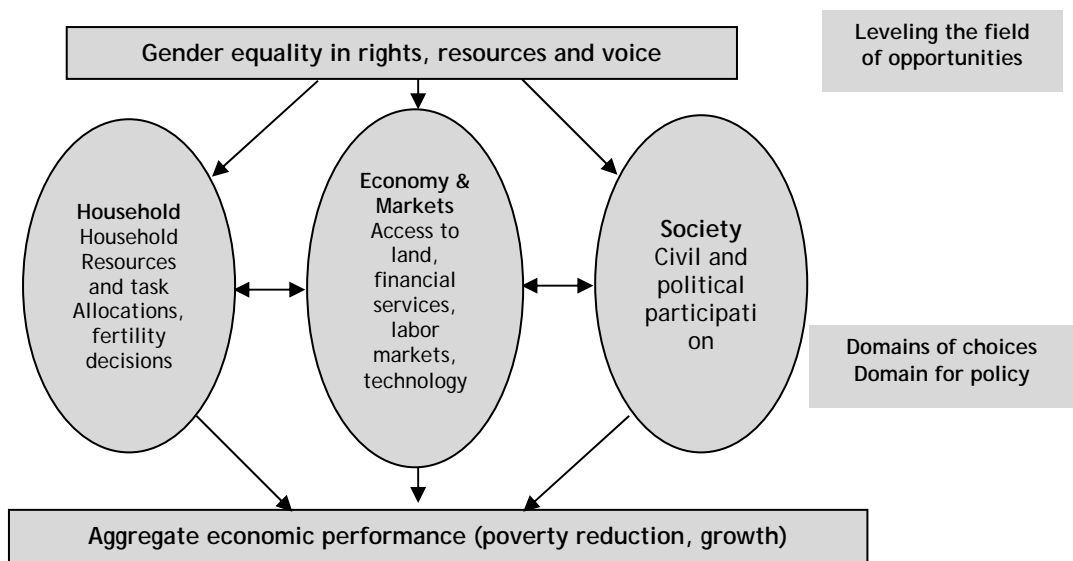 Gender equality in rights, resources and voice
Leveling the field
of opportunities
Household
Household
Resources
and task
Allocations,
fertility
decisions
Economy &
Markets
Access to
land,
financial
services,
labor
markets,
technology
Society
Civil and
political
participati
on
Domains of choices
Domain for policy
Aggregate economic performance (poverty reduction, growth)